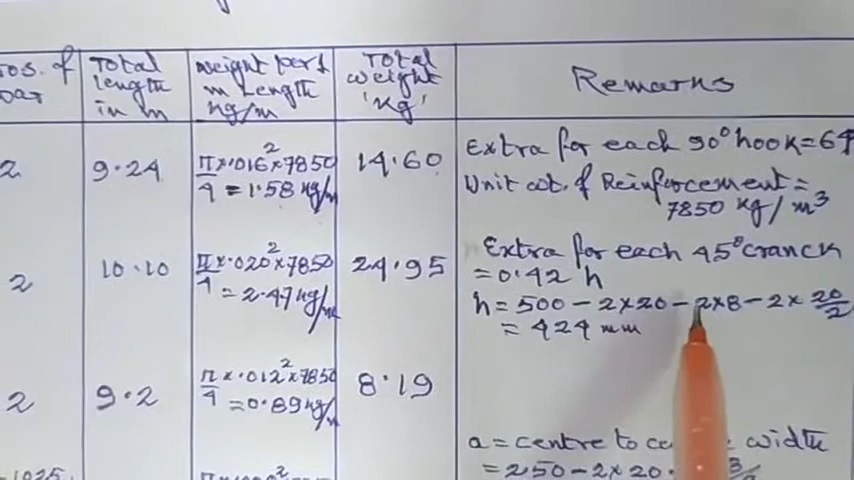 os. of
bar
Total
length
in m
weight per 1
m Length
kg/m
Total
weight
'kg'
Remarks
2
9.24
π/4 × .016² × 7850
= 1.58 kg/m
14.60
Extra for each 90° hook = 6φ
Unit wt. of Reinforcement =
7850 kg/m³
2
10.10
π/4 × .020² × 7850
= 2.47 kg/m
24.95
Extra for each 45° cranck
= 0.42 h
h = 500 - 2×20 - 2×8 - 2× 20/2
= 424 mm
2
9.2
π/4 × .012² × 7850
= 0.89 kg/m
8.19
a = centre to width
= 250 - 2×20